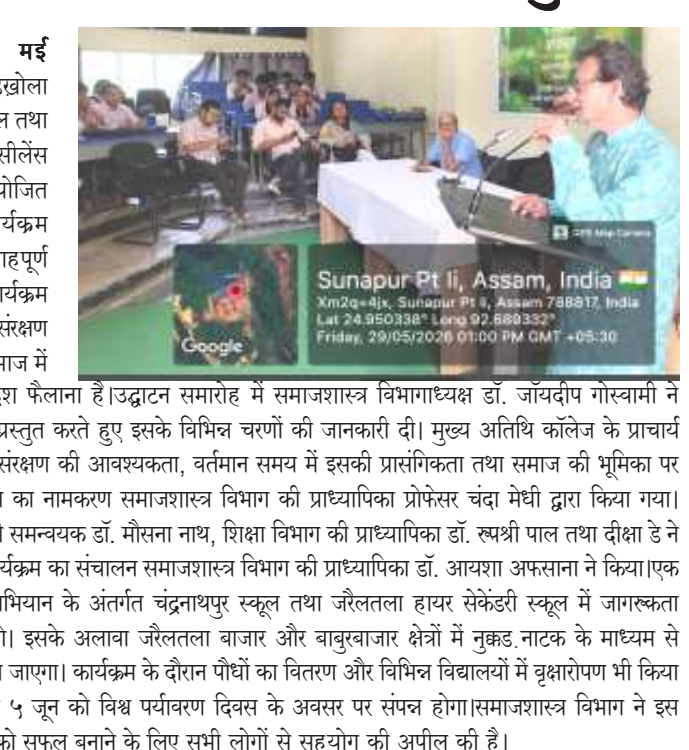 मई
खोला
ल तथा
सीलेंस
योजित
र्यक्रम
ाहपूर्ण
ार्यक्रम
संरक्षण
माज में
GPS Map Camera
Google
Sunapur Pt Ii, Assam, India
Xm2q+4jx, Sunapur Pt Ii, Assam 788817, India
Lat 24.950338° Long 92.889332°
Friday, 29/05/2026 01:00 PM GMT +05:30
श फैलाना है।उद्घाटन समारोह में समाजशास्त्र विभागाध्यक्ष डॉ. जॉयदीप गोस्वामी ने
प्रस्तुत करते हुए इसके विभिन्न चरणों की जानकारी दी। मुख्य अतिथि कॉलेज के प्राचार्य
संरक्षण की आवश्यकता, वर्तमान समय में इसकी प्रासंगिकता तथा समाज की भूमिका पर
का नामकरण समाजशास्त्र विभाग की प्राध्यापिका प्रोफेसर चंदा मेधी द्वारा किया गया।
समन्वयक डॉ. मौसना नाथ, शिक्षा विभाग की प्राध्यापिका डॉ. रूपश्री पाल तथा दीक्षा डे ने
र्यक्रम का संचालन समाजशास्त्र विभाग की प्राध्यापिका डॉ. आयशा अफसाना ने किया।एक
भियान के अंतर्गत चंद्रनाथपुर स्कूल तथा जरैलतला हायर सेकेंडरी स्कूल में जागरूकता
गे। इसके अलावा जरैलतला बाजार और बाबुरबाजार क्षेत्रों में नुक्कड.नाटक के माध्यम से
जाएगा। कार्यक्रम के दौरान पौधों का वितरण और विभिन्न विद्यालयों में वृक्षारोपण भी किया
५ जून को विश्व पर्यावरण दिवस के अवसर पर संपन्न होगा।समाजशास्त्र विभाग ने इस
को सफल बनाने के लिए सभी लोगों से सहयोग की अपील की है।